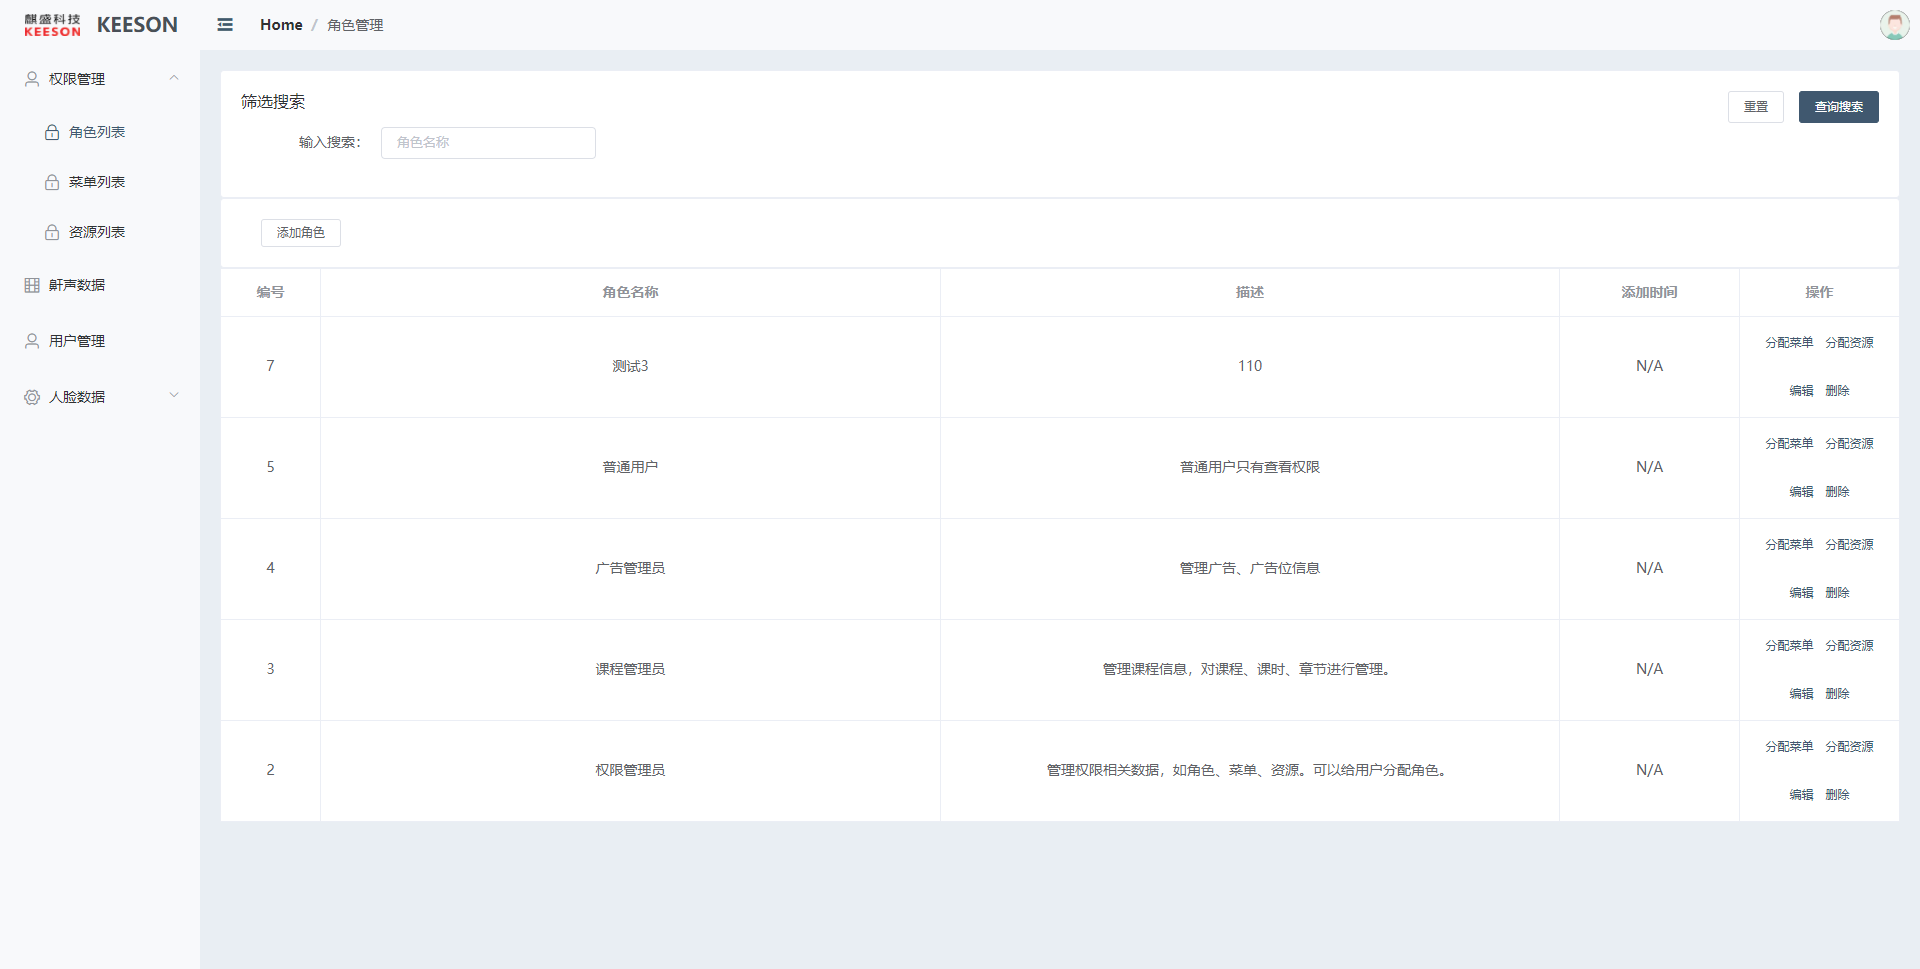 麒盛科技
KEESON
KEESON
Home / 角色管理
权限管理
角色列表
菜单列表
资源列表
鼾声数据
用户管理
人脸数据
筛选搜索
重置
查询搜索
输入搜索：
角色名称
添加角色
编号 角色名称 描述 添加时间 操作
7 测试3 110 N/A 分配菜单 分配资源
编辑 删除
5 普通用户 普通用户只有查看权限 N/A 分配菜单 分配资源
编辑 删除
4 广告管理员 管理广告、广告位信息 N/A 分配菜单 分配资源
编辑 删除
3 课程管理员 管理课程信息，对课程、课时、章节进行管理。 N/A 分配菜单 分配资源
编辑 删除
2 权限管理员 管理权限相关数据，如角色、菜单、资源。可以给用户分配角色。 N/A 分配菜单 分配资源
编辑 删除